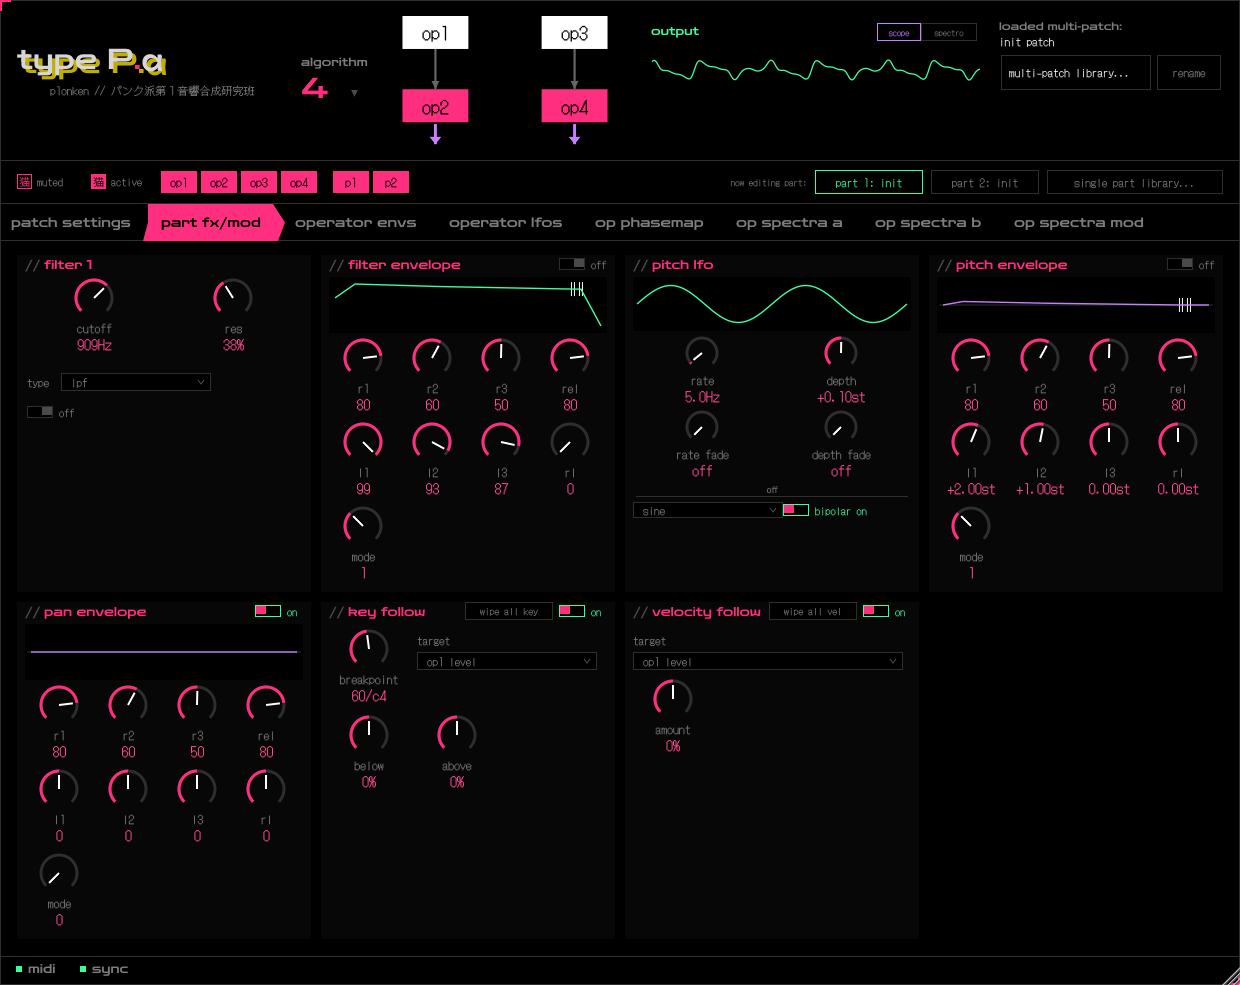 type P.a
plonken // パンク派第1音響合成研究班
algorithm
4
op1
op3
op2
op4
output
scope
spectro
loaded multi-patch:
init patch
multi-patch library...
rename
猫 muted
猫 active
op1 op2 op3 op4 p1 p2
now editing part:
part 1: init
part 2: init
single part library...
patch settings
part fx/mod
operator envs
operator lfos
op phasemap
op spectra a
op spectra b
op spectra mod
// filter 1
cutoff
909Hz
res
38%
type
lpf
off
// filter envelope
off
r1 r2 r3 rel
80 60 50 80
l1 l2 l3 rl
99 93 87 0
mode
1
// pitch lfo
rate
5.0Hz
depth
+0.10st
rate fade
off
depth fade
off
off
sine
bipolar on
// pitch envelope
off
r1 r2 r3 rel
80 60 50 80
l1 l2 l3 rl
+2.00st +1.00st 0.00st 0.00st
mode
1
// pan envelope
on
r1 r2 r3 rel
80 60 50 80
l1 l2 l3 rl
0 0 0 0
mode
0
// key follow
wipe all key
on
breakpoint
60/c4
target
op1 level
below
0%
above
0%
// velocity follow
wipe all vel
on
target
op1 level
amount
0%
midi
sync